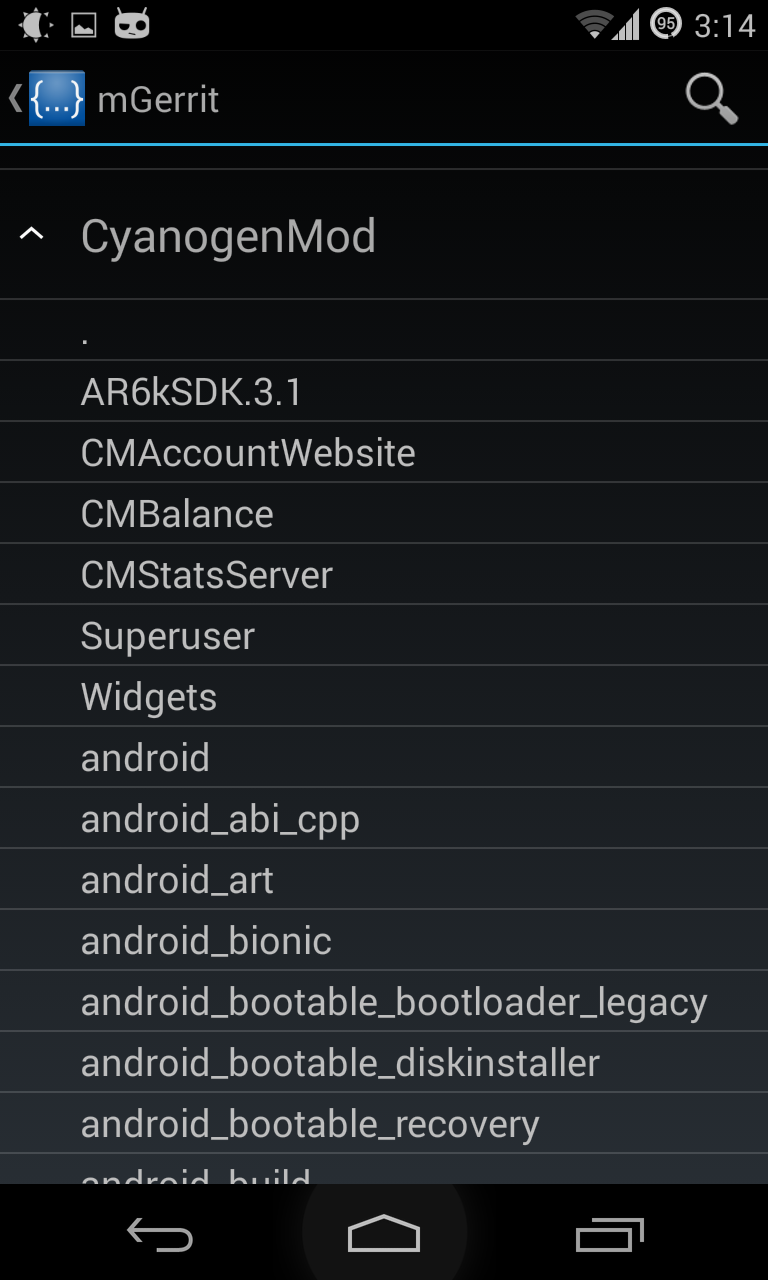 95 3:14
{...} mGerrit
CyanogenMod
.
AR6kSDK.3.1
CMAccountWebsite
CMBalance
CMStatsServer
Superuser
Widgets
android
android_abi_cpp
android_art
android_bionic
android_bootable_bootloader_legacy
android_bootable_diskinstaller
android_bootable_recovery
android_build